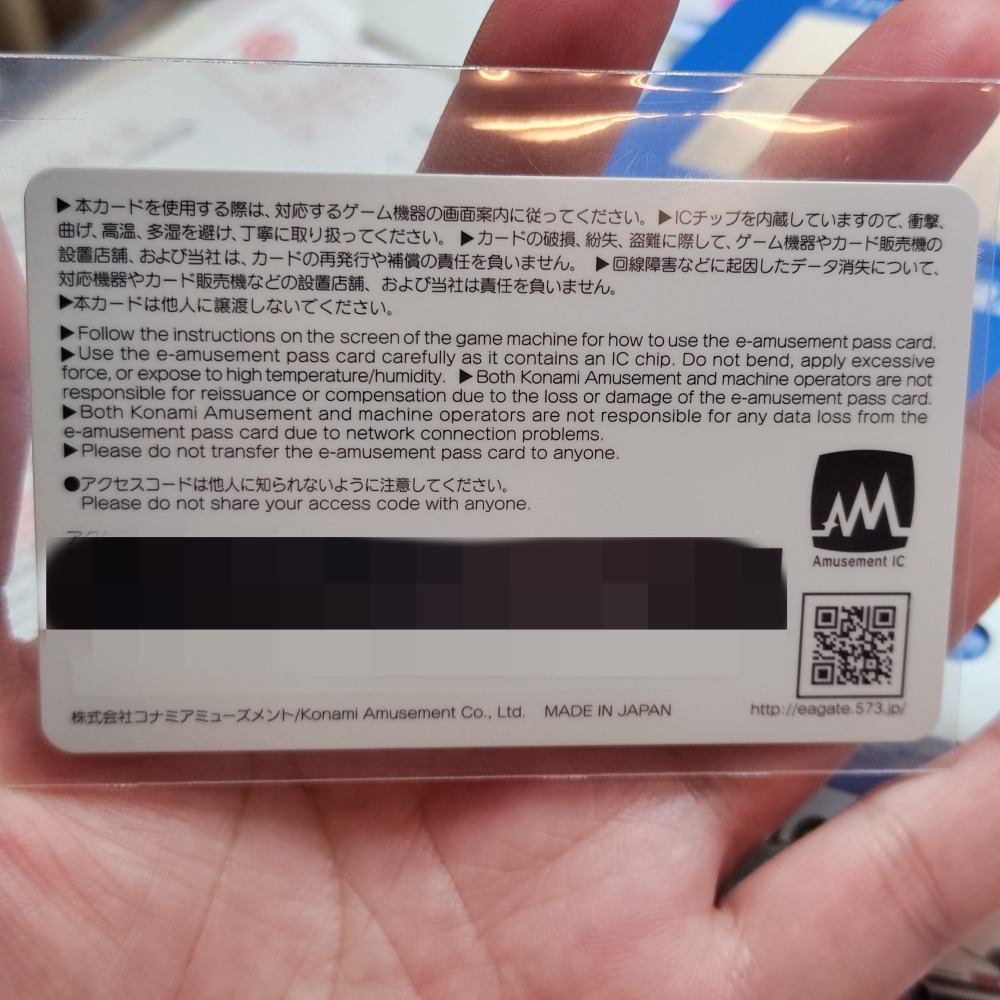 ▶本カードを使用する際は、対応するゲーム機器の画面案内に従ってください。 ▶ICチップを内蔵していますので、衝撃、
曲げ、高温、多湿を避け、丁寧に取り扱ってください。 ▶カードの破損、紛失、盗難に際して、ゲーム機器やカード販売機の
設置店舗、および当社は、カードの再発行や補償の責任を負いません。 ▶回線障害などに起因したデータ消失について、
対応機器やカード販売機などの設置店舗、および当社は責任を負いません。
▶本カードは他人に譲渡しないでください。
▶Follow the instructions on the screen of the game machine for how to use the e-amusement pass card.
▶Use the e-amusement pass card carefully as it contains an IC chip. Do not bend, apply excessive
force, or expose to high temperature/humidity. ▶Both Konami Amusement and machine operators are not
responsible for reissuance or compensation due to the loss or damage of the e-amusement pass card.
▶Both Konami Amusement and machine operators are not responsible for any data loss from the
e-amusement pass card due to network connection problems.
▶Please do not transfer the e-amusement pass card to anyone.
●アクセスコードは他人に知られないように注意してください。
Please do not share your access code with anyone.
Amusement IC
株式会社コナミアミューズメント/Konami Amusement Co., Ltd. MADE IN JAPAN
http://eagate.573.jp/